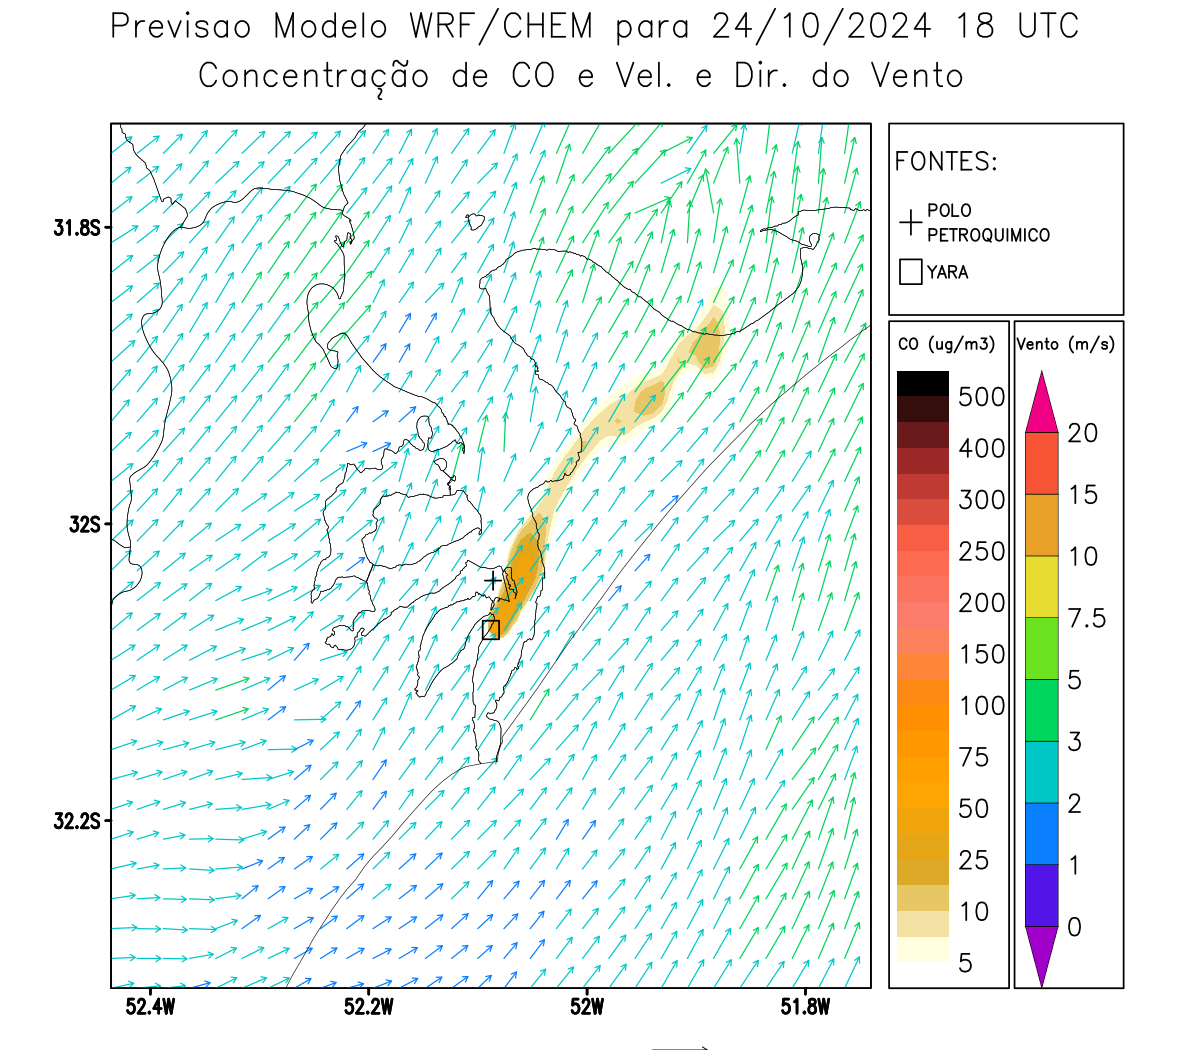 Previsao Modelo WRF/CHEM para 24/10/2024 18 UTC
Concentração de CO e Vel. e Dir. do Vento
FONTES:
POLO
PETROQUIMICO
YARA
CO (ug/m3)
500
400
300
250
200
150
100
75
50
25
10
5
Vento (m/s)
20
15
10
7.5
5
3
2
1
0
31.8S
32S
32.2S
52.4W
52.2W
52W
51.8W